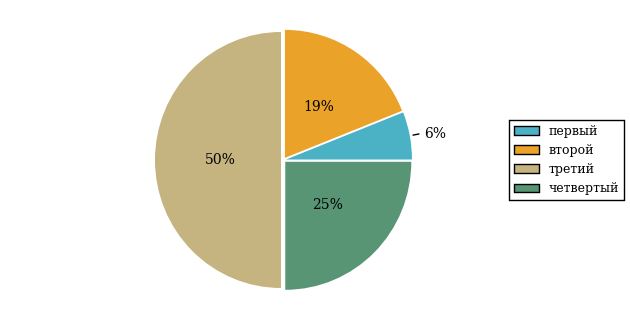 19%
6%
50%
25%
первый
второй
третий
четвертый